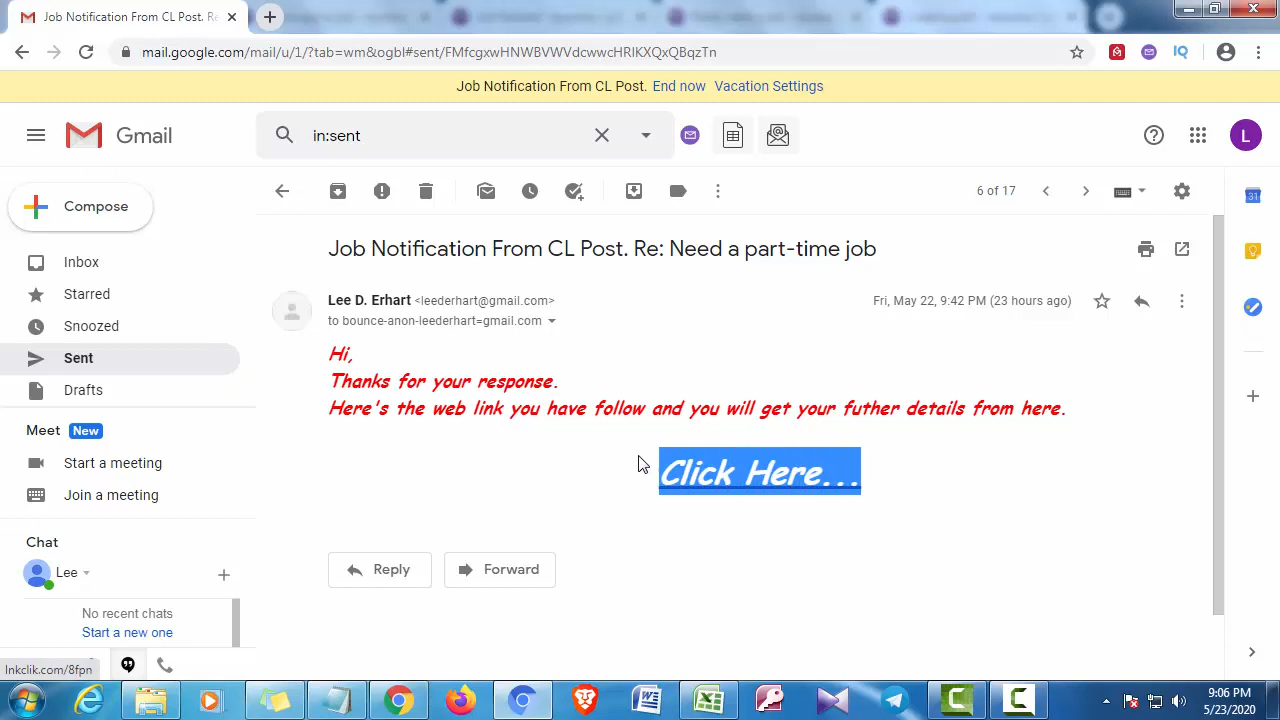 Job Notification From CL Post. Re
mail.google.com/mail/u/1/?tab=wm&ogbl#sent/FMfcqxwHNWBVWVdcwwcHRlKXQxQBqzTn
Job Notification From CL Post. End now Vacation Settings
Gmail
in:sent
L
Compose
6 of 17
31
Job Notification From CL Post. Re: Need a part-time job
Inbox
Starred
Lee D. Erhart <leederhart@gmail.com>
Fri, May 22, 9:42 PM (23 hours ago)
to bounce-anon-leederhart=gmail.com
Snoozed
Hi,
Sent
Thanks for your response.
Drafts
Here's the web link you have follow and you will get your futher details from here.
Meet New
Start a meeting
Click Here...
Join a meeting
Chat
Lee
Reply
Forward
No recent chats
Start a new one
lnkclik.com/8fpn
9:06 PM
5/23/2020